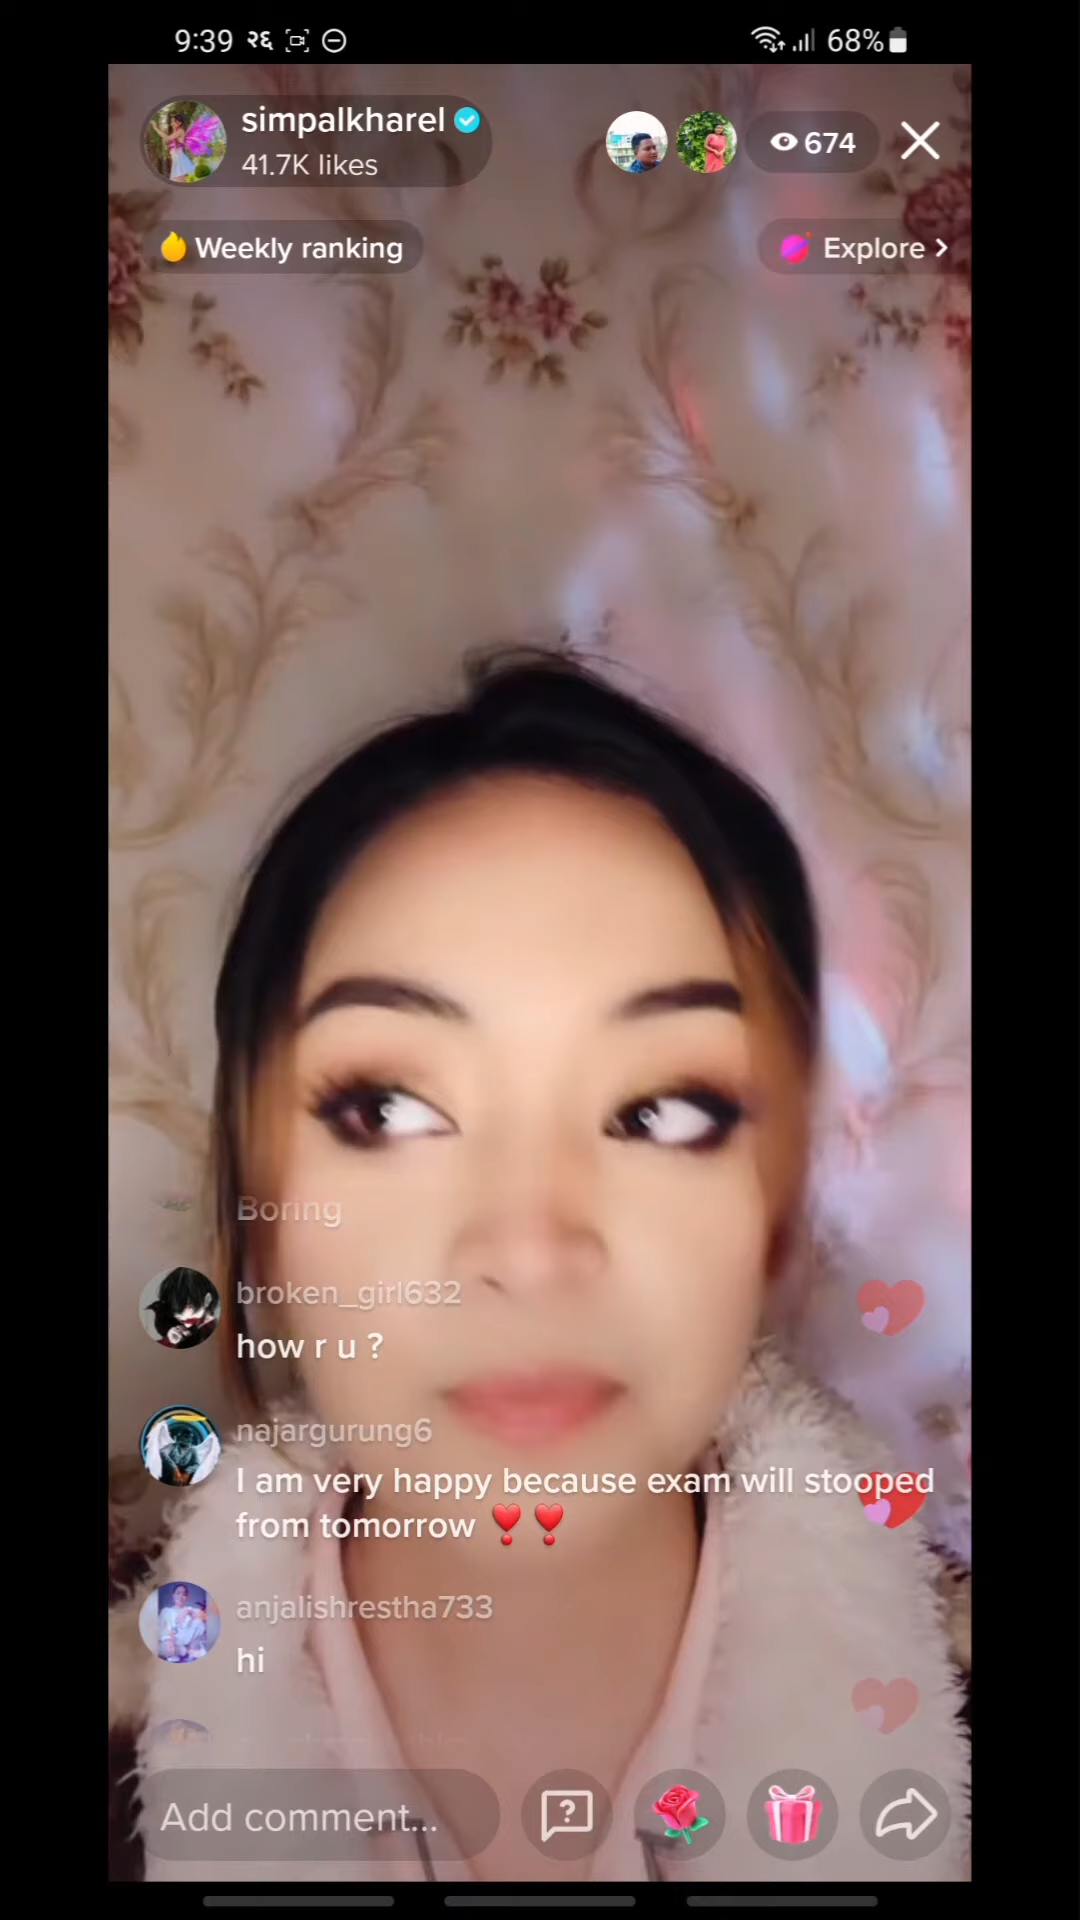 9:39 २६
68%
simpalkharel
41.7K likes
674
Weekly ranking
Explore >
Boring
broken_girl632
how r u ?
najargurung6
I am very happy because exam will stooped
from tomorrow ❣️❣️
anjalishrestha733
hi
Add comment...